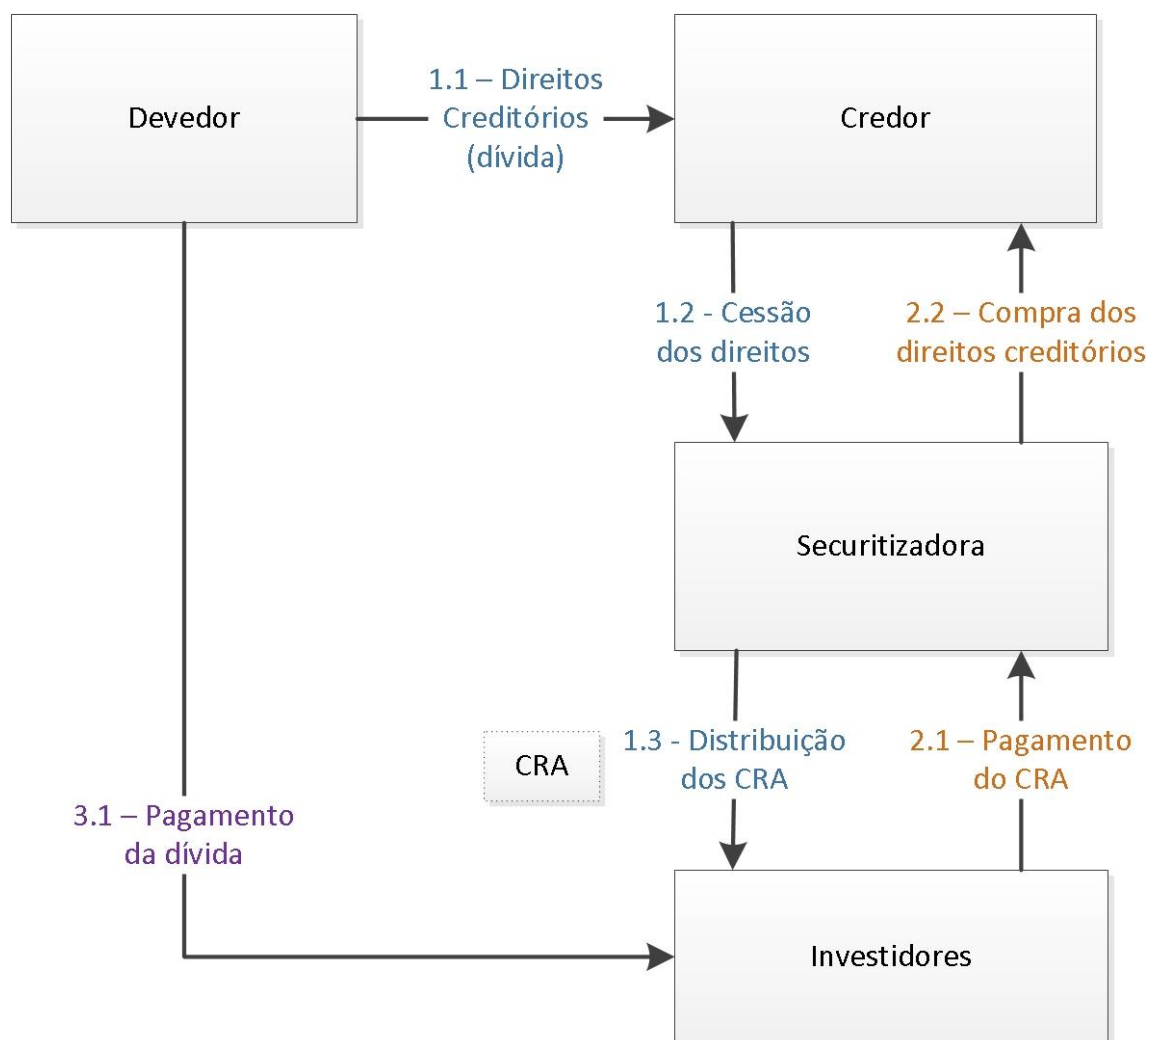 Devedor
1.1 – Direitos
Creditórios
(dívida)
Credor
1.2 - Cessão
dos direitos
2.2 – Compra dos
direitos creditórios
Securitizadora
CRA
1.3 - Distribuição
dos CRA
2.1 – Pagamento
do CRA
3.1 – Pagamento
da dívida
Investidores